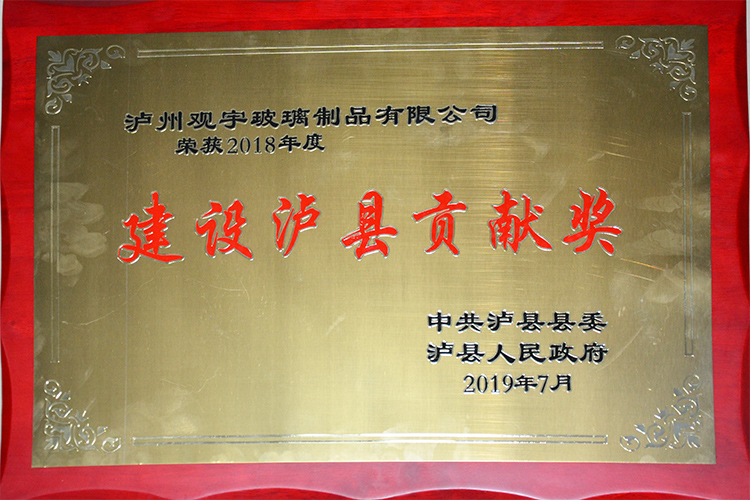 泸州观宇玻璃制品有限公司
荣获2018年度
建设泸县贡献奖
中共泸县县委
泸县人民政府
2019年7月